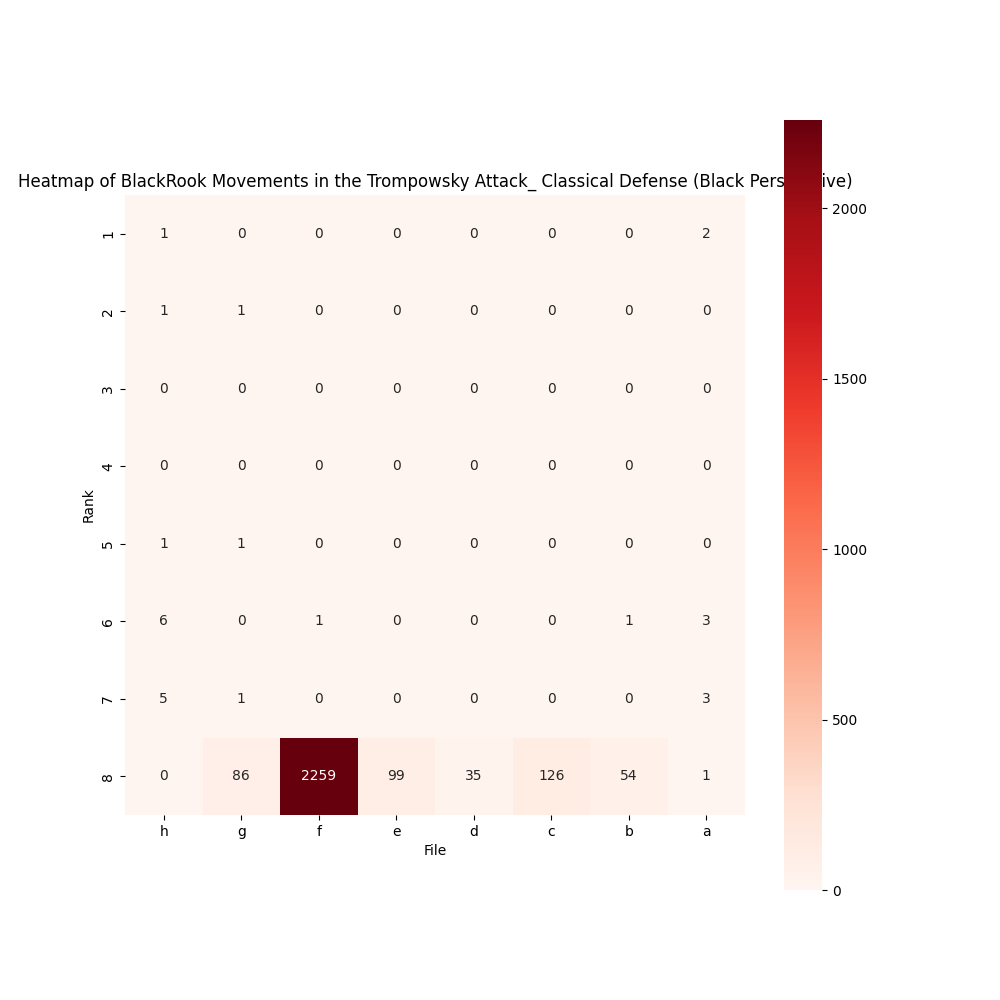 Heatmap of BlackRook Movements in the Trompowsky Attack_ Classical Defense (Black Pers ive)
1 1 0 0 0 0 0 0 2
2 1 1 0 0 0 0 0 0
3 0 0 0 0 0 0 0 0
4 0 0 0 0 0 0 0 0
Rank
5 1 1 0 0 0 0 0 0
6 6 0 1 0 0 0 1 3
7 5 1 0 0 0 0 0 3
8 0 86 2259 99 35 126 54 1
h g f e d c b a
File
2000
1500
1000
500
0